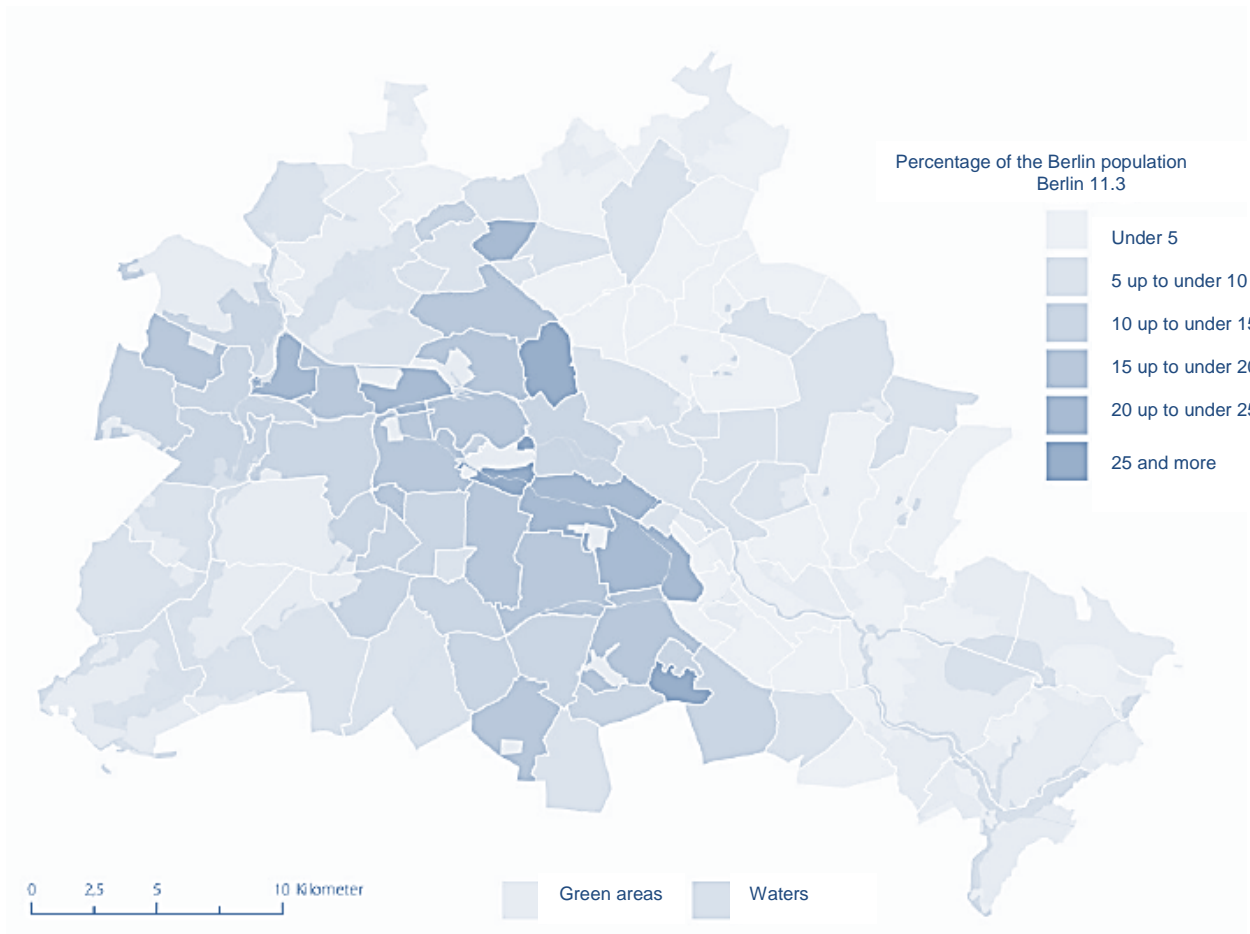 Percentage of the Berlin population
Berlin 11.3
Under 5
5 up to under 10
10 up to under 15
15 up to under 20
20 up to under 25
25 and more
0 2,5 5 10 Kilometer
Green areas
Waters